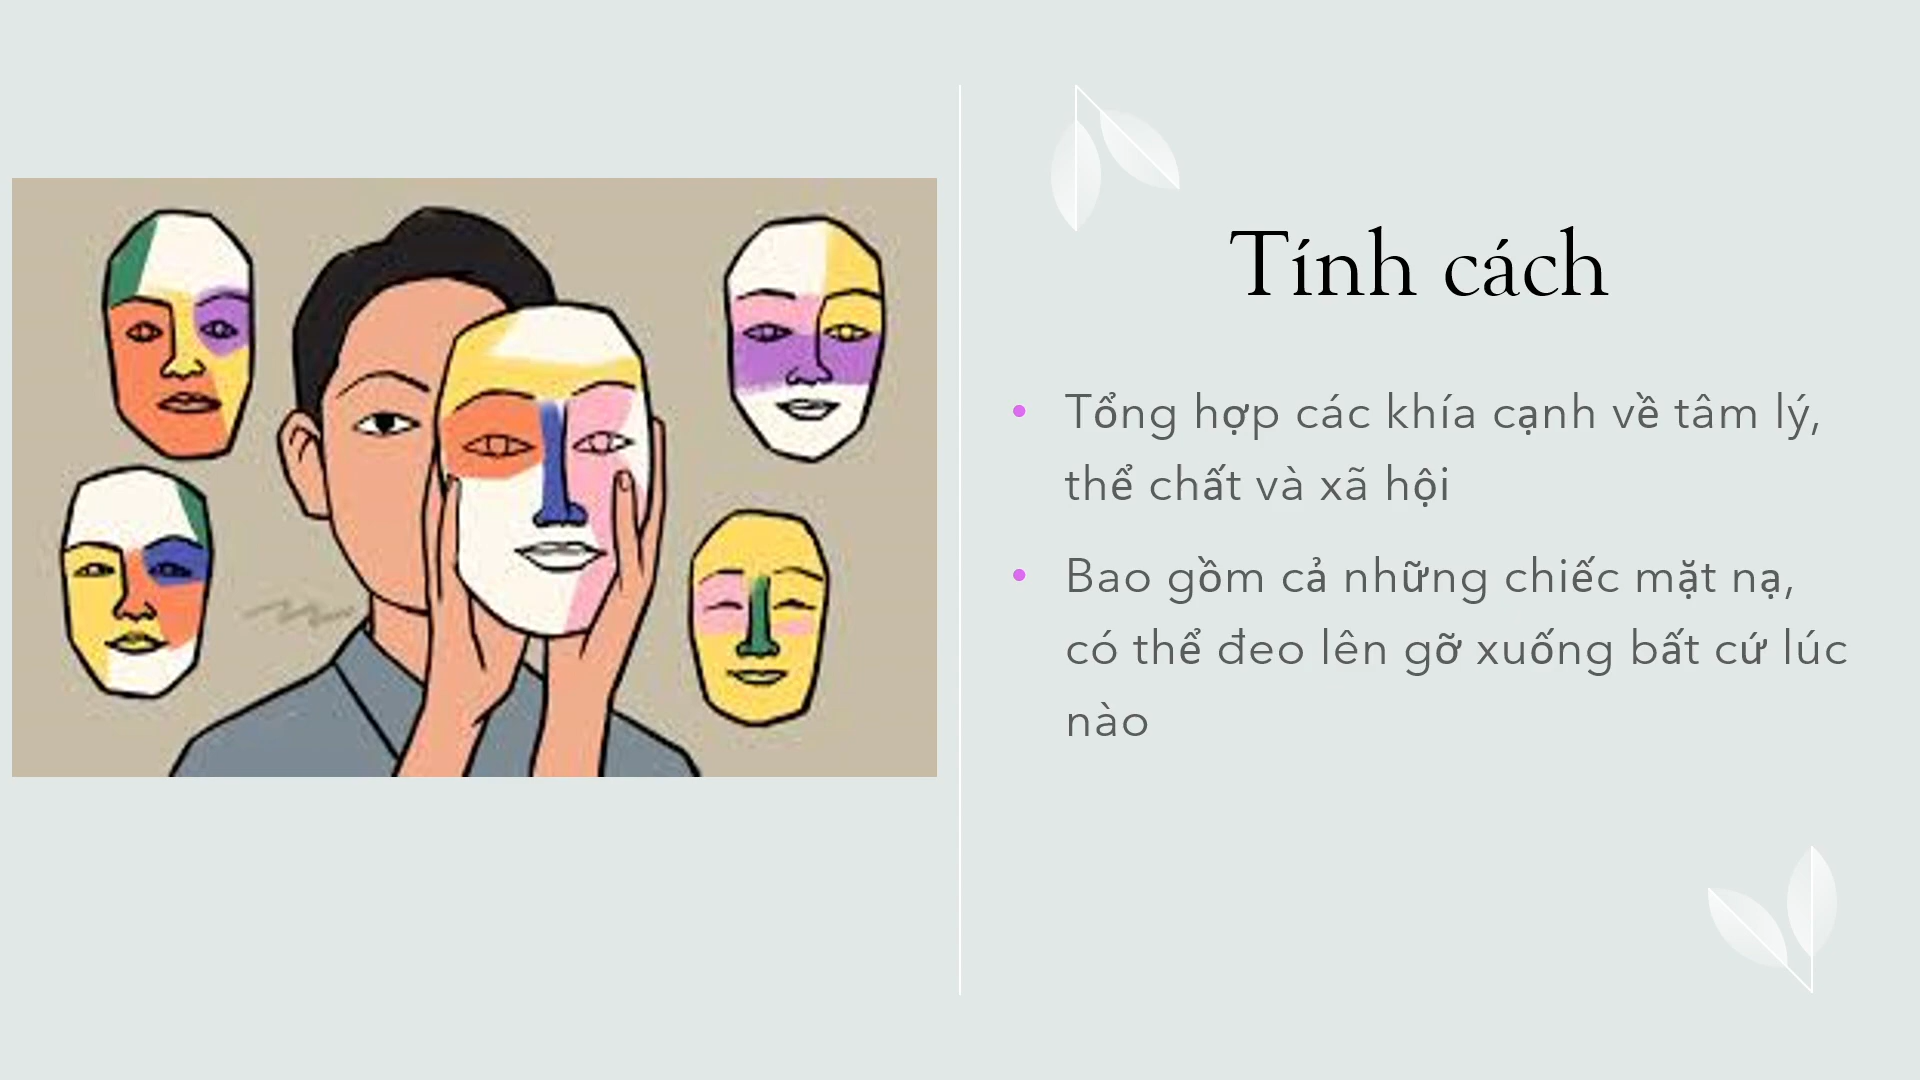 Tính cách
• Tổng hợp các khía cạnh về tâm lý,
thể chất và xã hội
• Bao gồm cả những chiếc mặt nạ,
có thể đeo lên gỡ xuống bất cứ lúc
nào